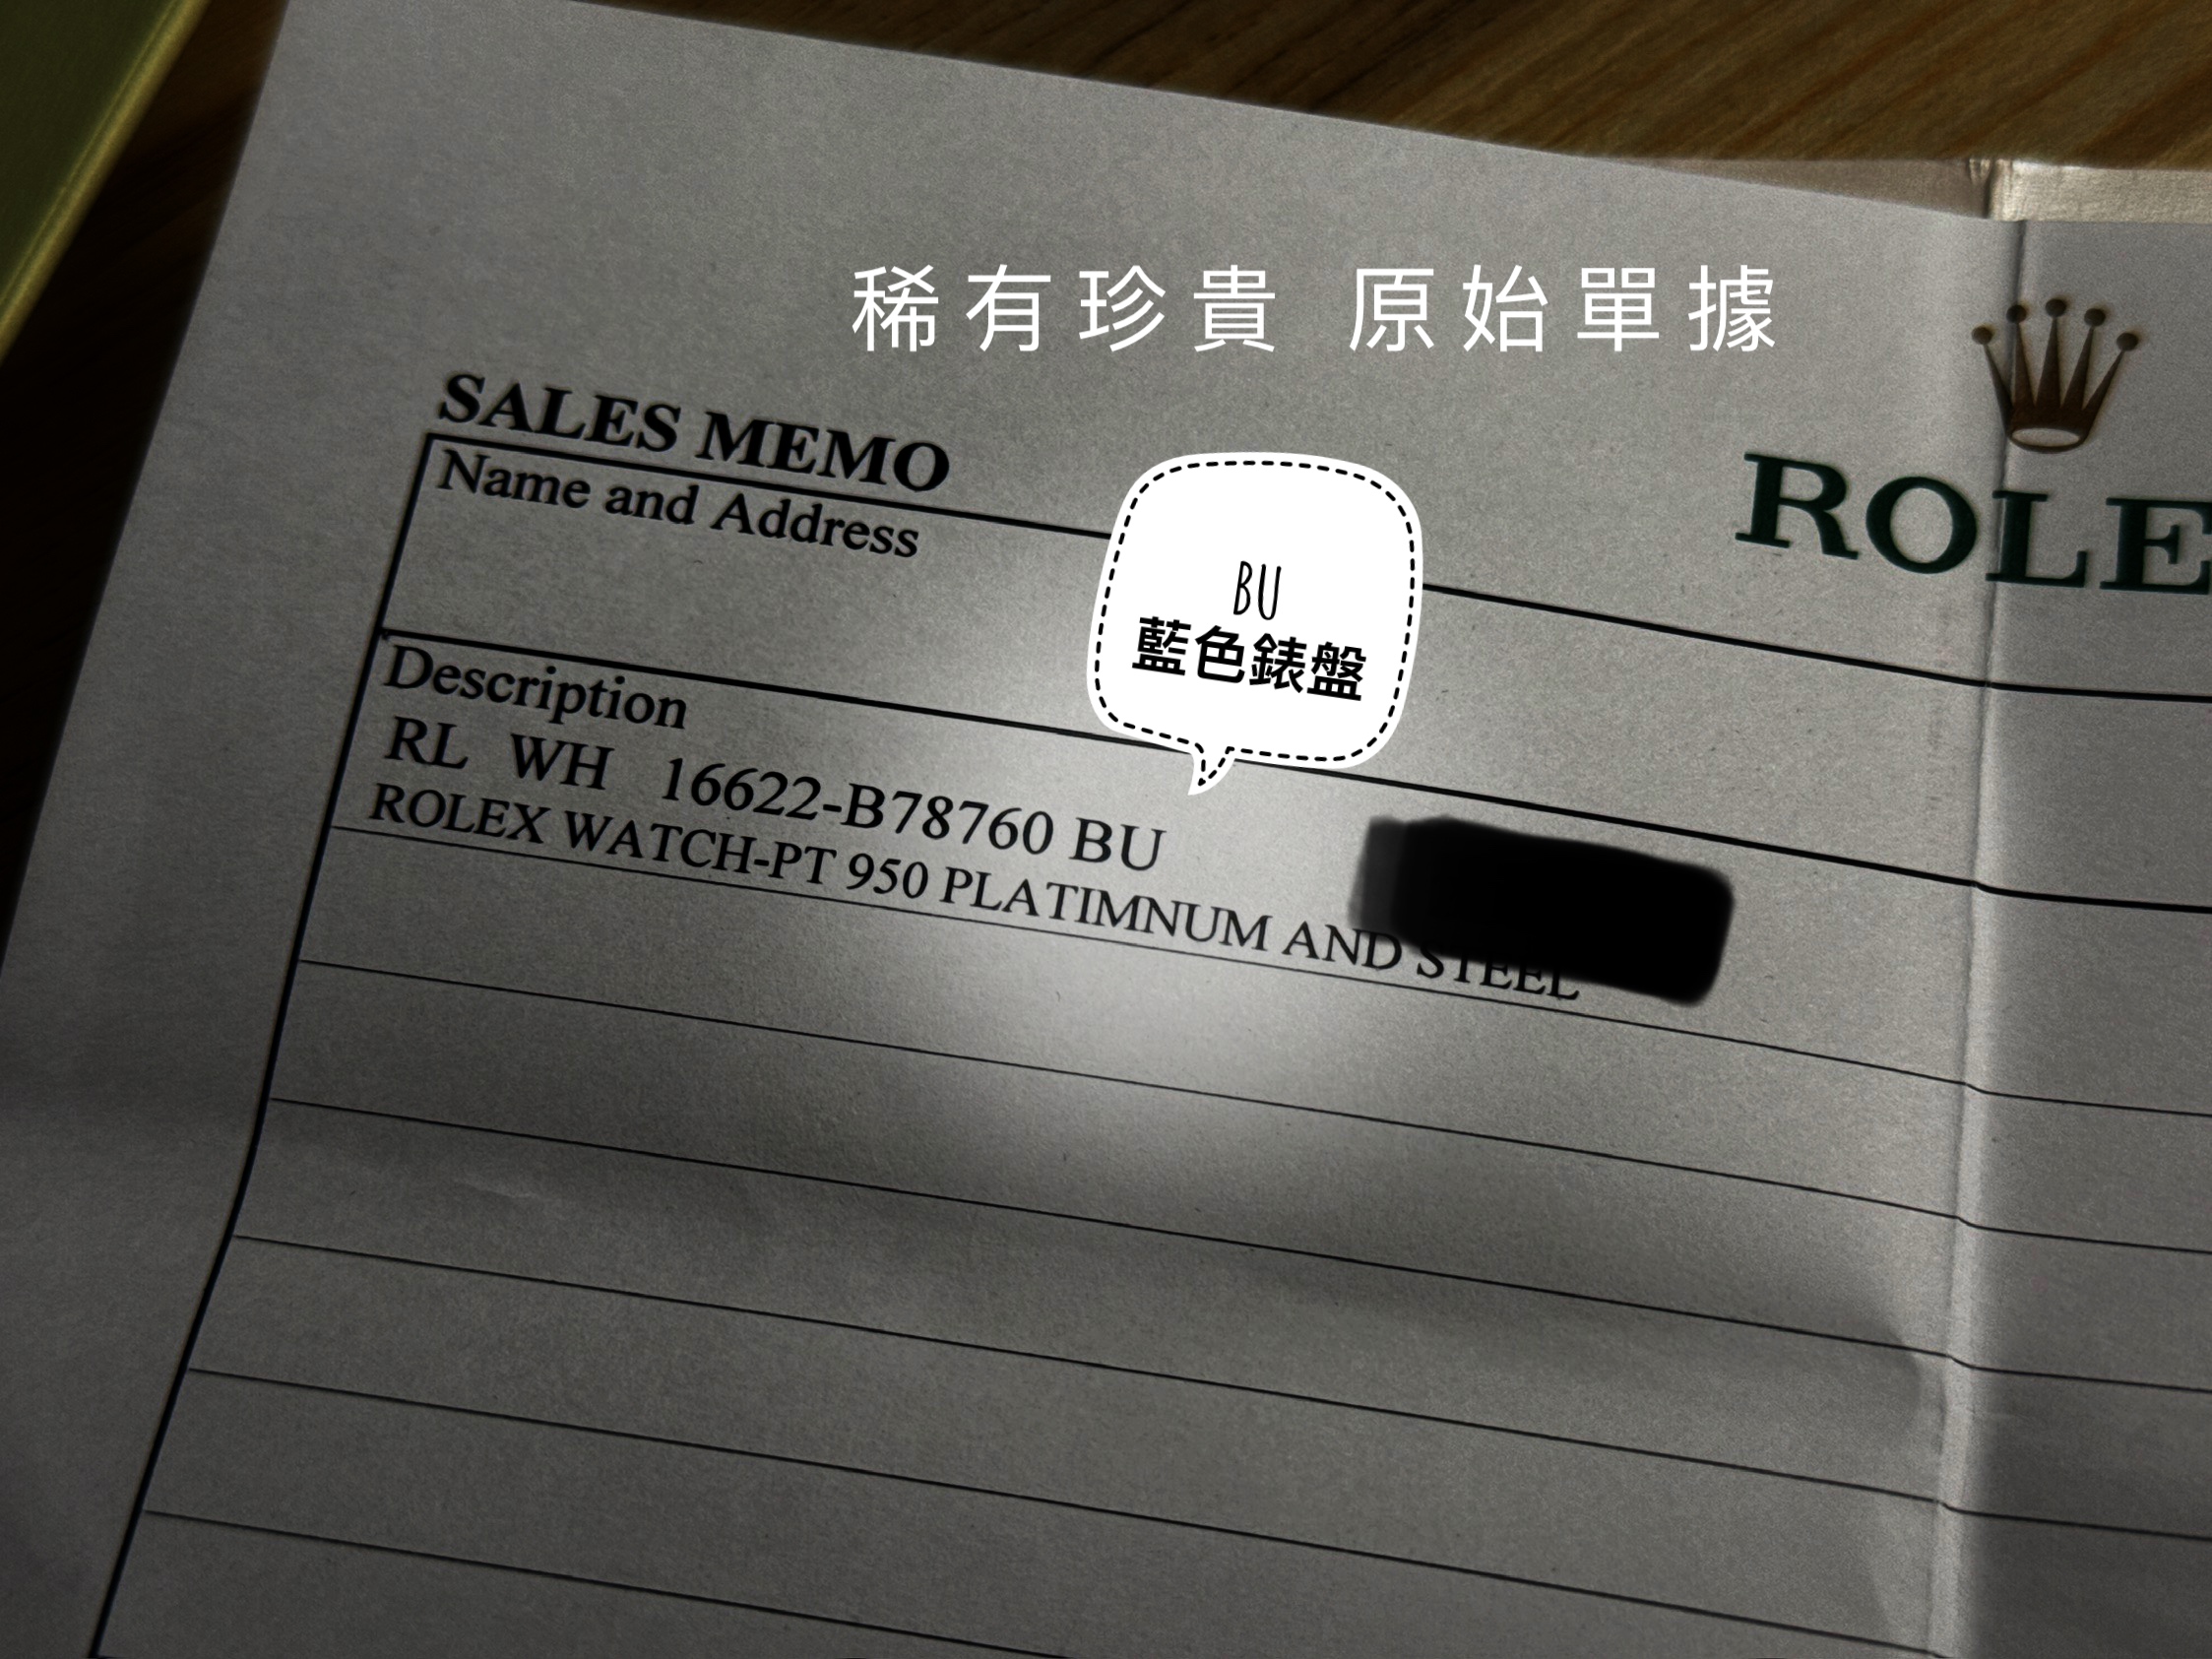 稀有珍貴 原始單據
ROLE
SALES MEMO
Name and Address
BU
藍色錶盤
Description
RL WH 16622-B78760 BU
ROLEX WATCH-PT 950 PLATIMNUM AND STEEL